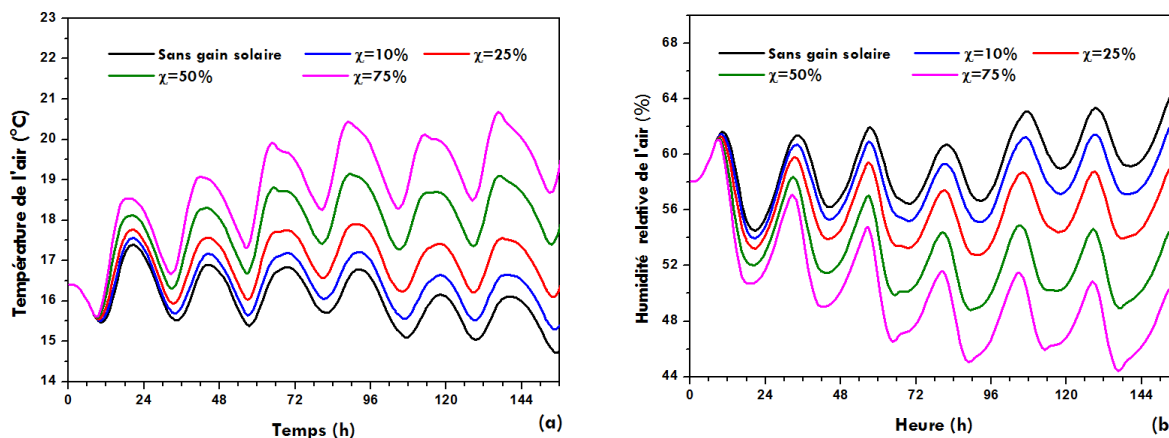 23
22
21
20
19
18
17
16
15
14
Température de l'air (°C)
Sans gain solaire χ=10% χ=25%
χ=50% χ=75%
0 24 48 72 96 120 144
Temps (h)
(a)
68
64
60
56
52
48
44
Humidité relative de l'air (%)
Sans gain solaire χ=10% χ=25%
χ=50% χ=75%
0 24 48 72 96 120 144
Heure (h)
(b